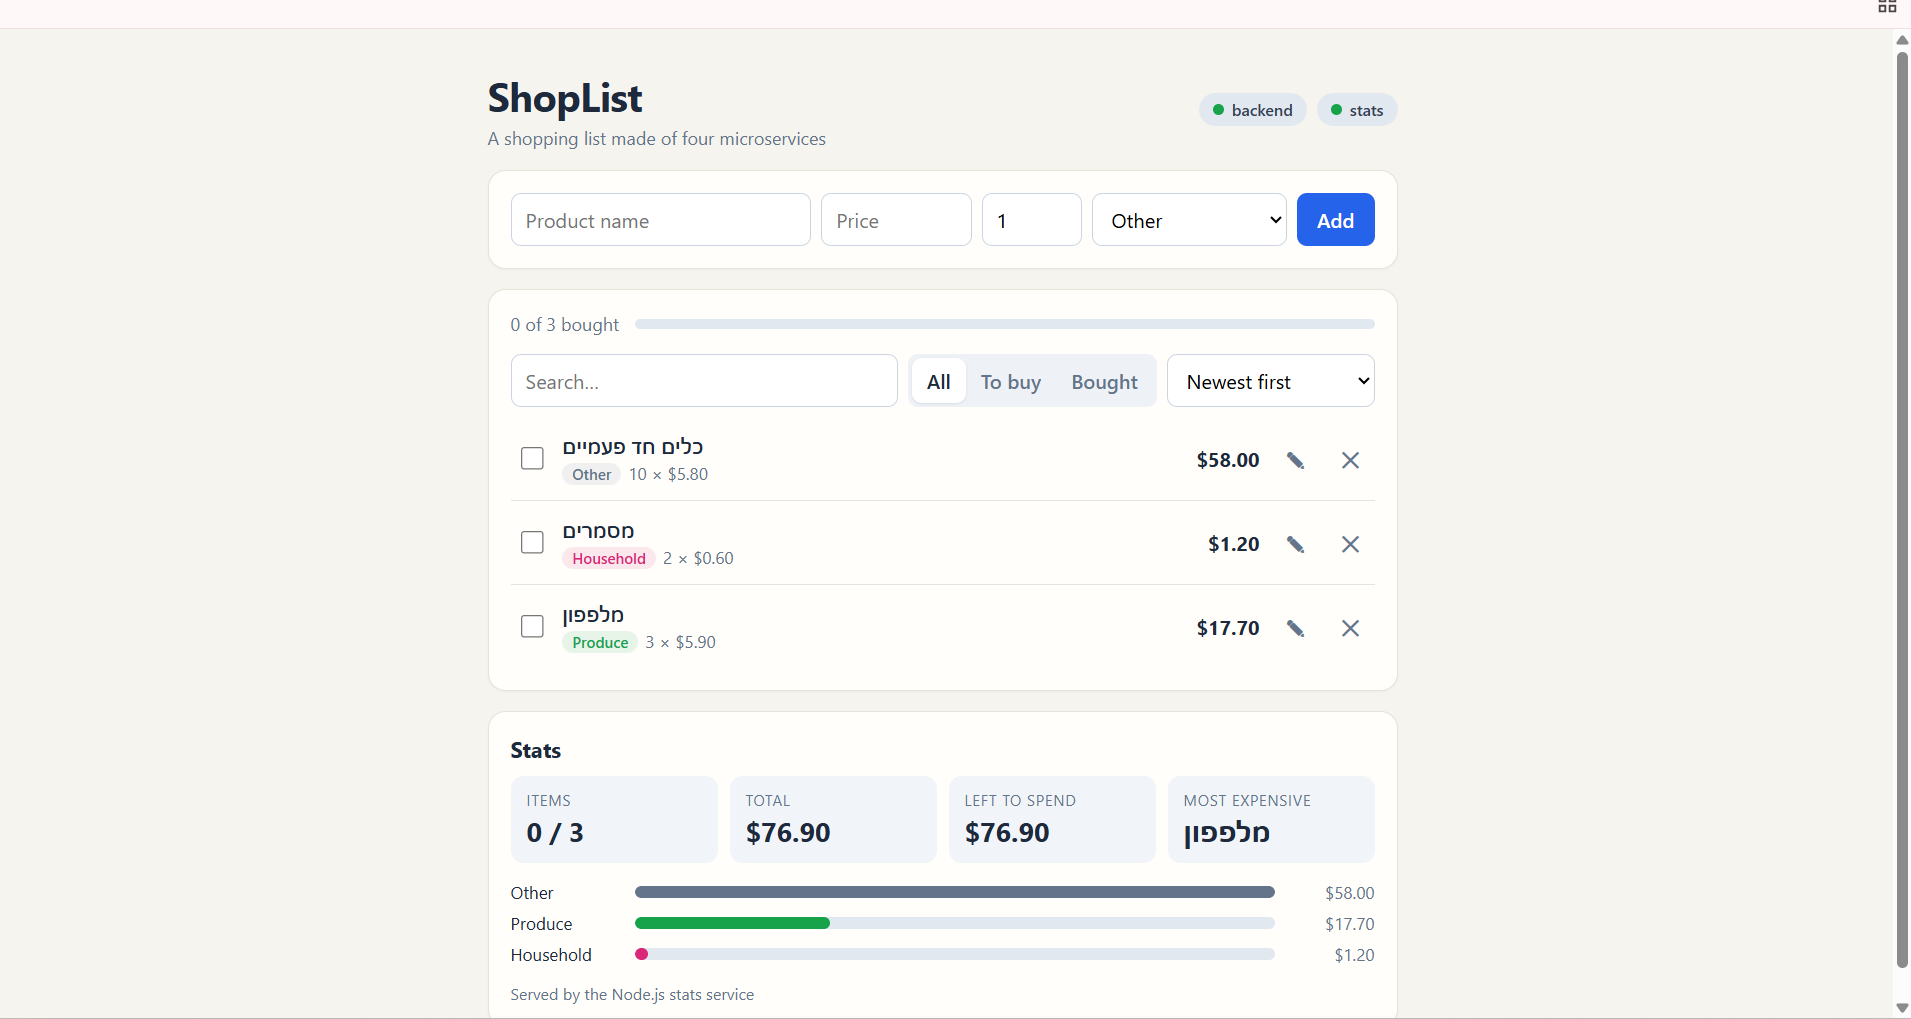 ShopList
A shopping list made of four microservices
backend
stats
Product name
Price
1
Other
Add
0 of 3 bought
Search...
All
To buy
Bought
Newest first
כלים חד פעמיים
Other 10 × $5.80
$58.00
מסמרים
Household 2 × $0.60
$1.20
מלפפון
Produce 3 × $5.90
$17.70
Stats
ITEMS
0 / 3
TOTAL
$76.90
LEFT TO SPEND
$76.90
MOST EXPENSIVE
מלפפון
Other $58.00
Produce $17.70
Household $1.20
Served by the Node.js stats service